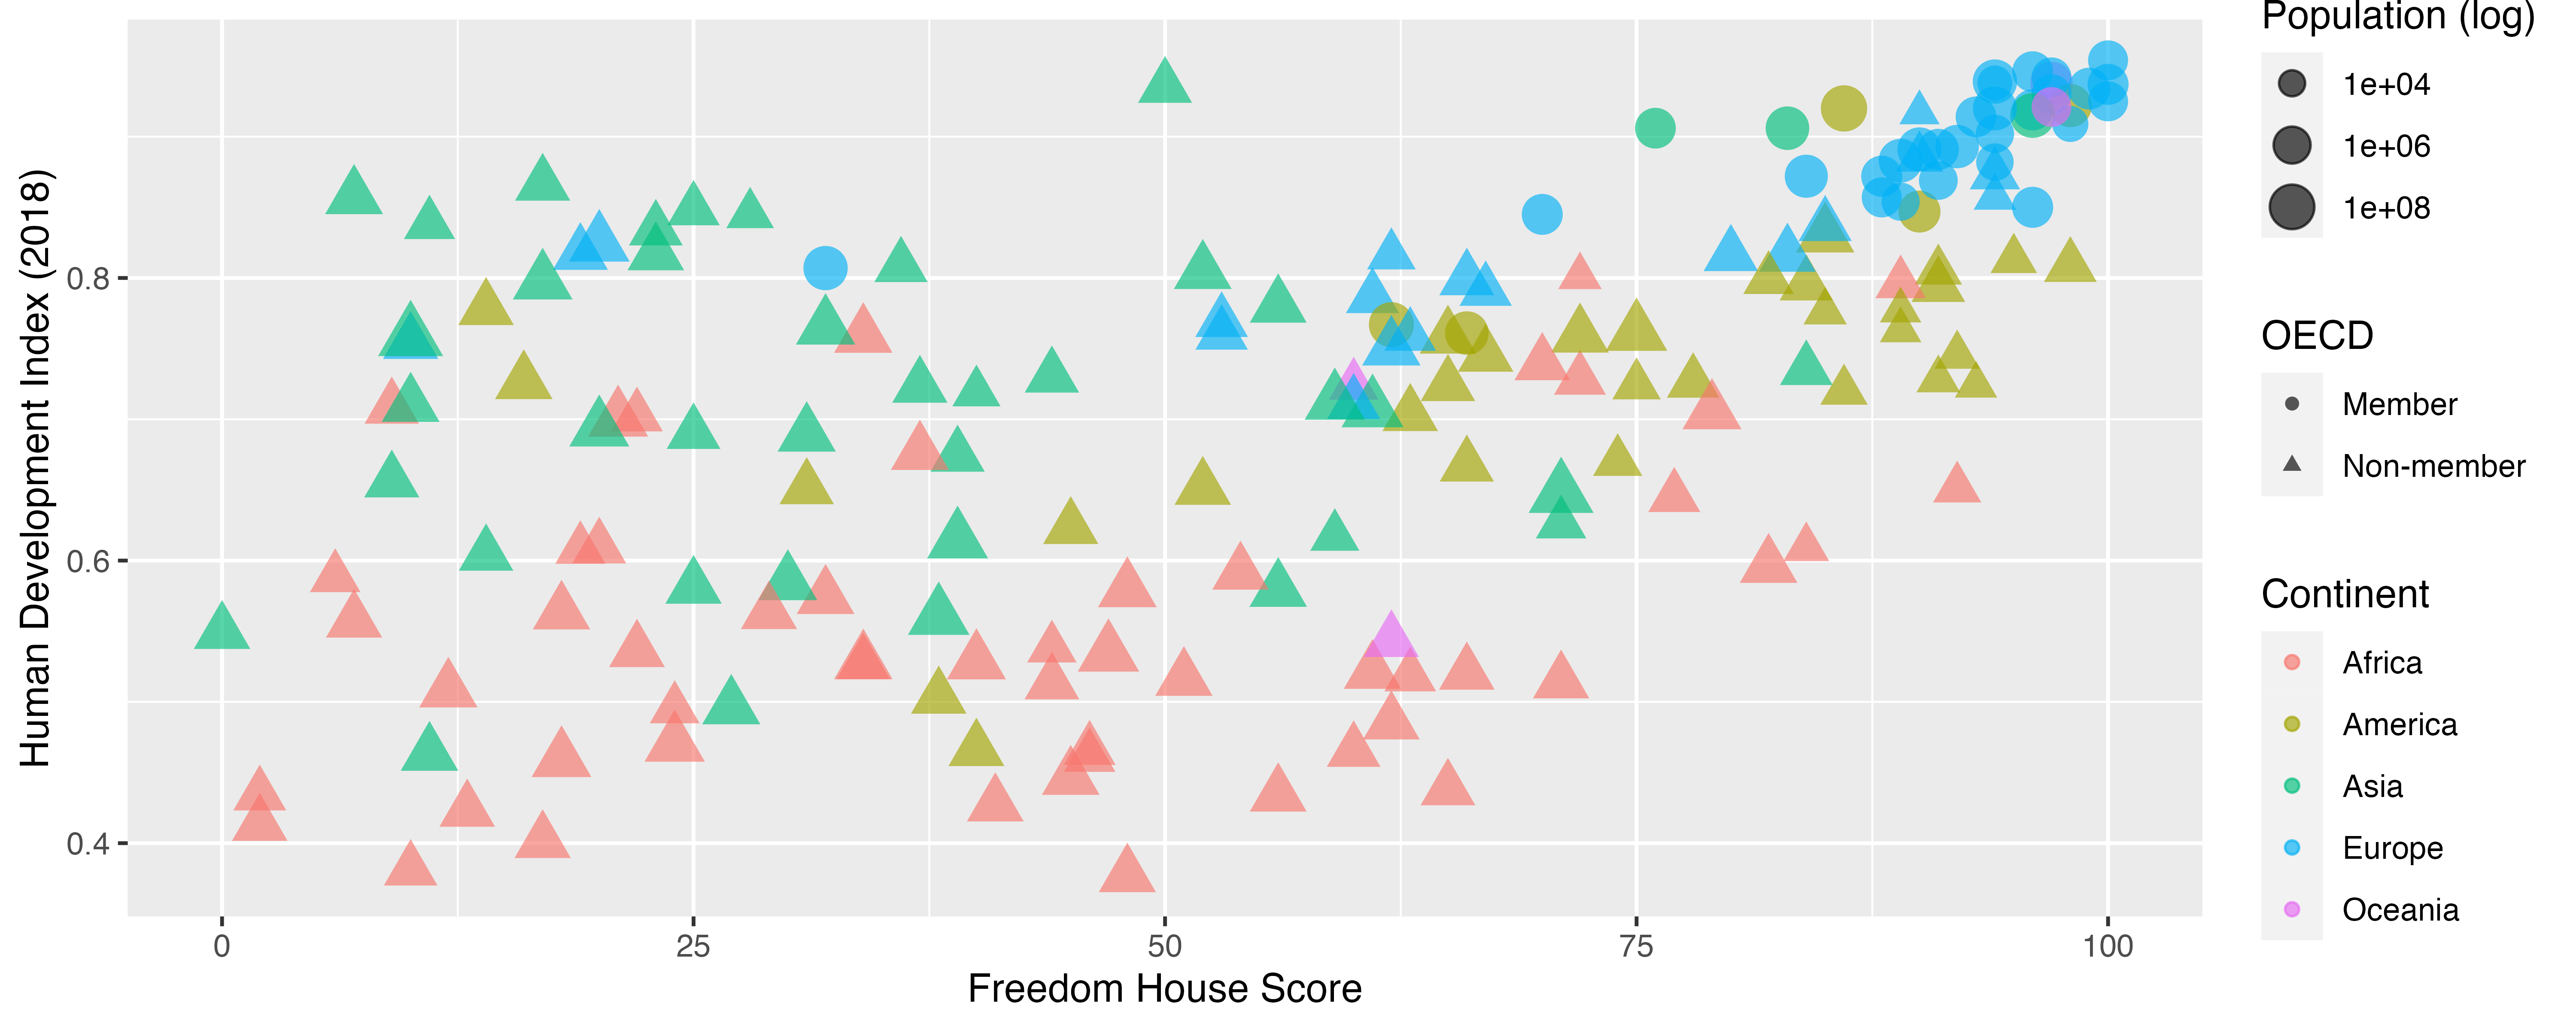 Human Development Index (2018)
0.8
0.6
0.4
0
25
50
75
100
Freedom House Score
Population (log)
1e+04
1e+06
1e+08
OECD
Member
Non-member
Continent
Africa
America
Asia
Europe
Oceania